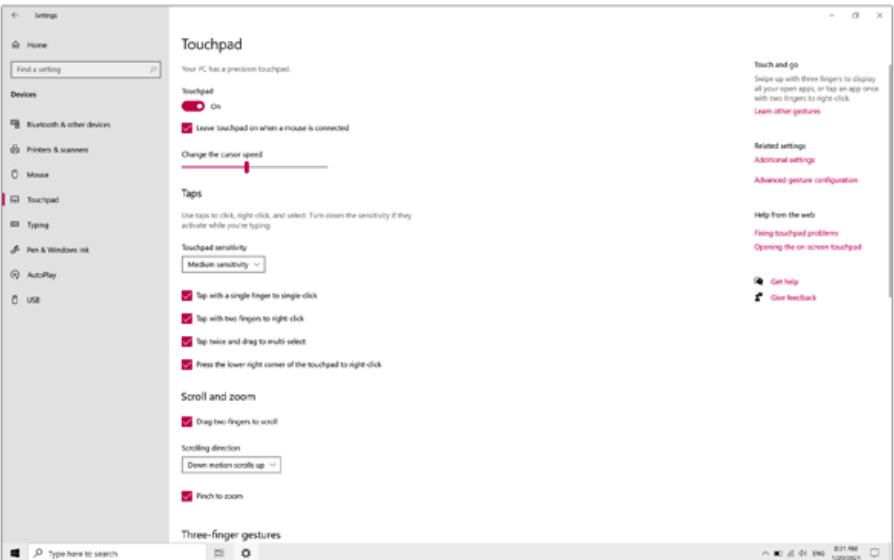 Settings
Home
Find a setting
Devices
Bluetooth & other devices
Printers & scanners
Mouse
Touchpad
Typing
Pen & Windows Ink
AutoPlay
USB
Touchpad
Your PC has a precision touchpad.
Touchpad
On
Leave touchpad on when a mouse is connected
Change the cursor speed
Taps
Use taps to click, right-click, and select. Turn down the sensitivity if they
activate while you're typing
Touchpad sensitivity
Medium sensitivity
Tap with a single finger to single-click
Tap with two fingers to right-click
Tap twice and drag to multi-select
Press the lower right corner of the touchpad to right-click
Scroll and zoom
Drag two fingers to scroll
Scrolling direction
Down motion scrolls up
Pinch to zoom
Three-finger gestures
Touch and go
Swipe up with three fingers to display
all your open apps, or tap an app once
with two fingers to right-click.
Learn other gestures
Related settings
Additional settings
Advanced gesture configuration
Help from the web
Fixing touchpad problems
Opening the on-screen touchpad
Get help
Give feedback
Type here to search
ENG
8:31 AM
1/20/2021